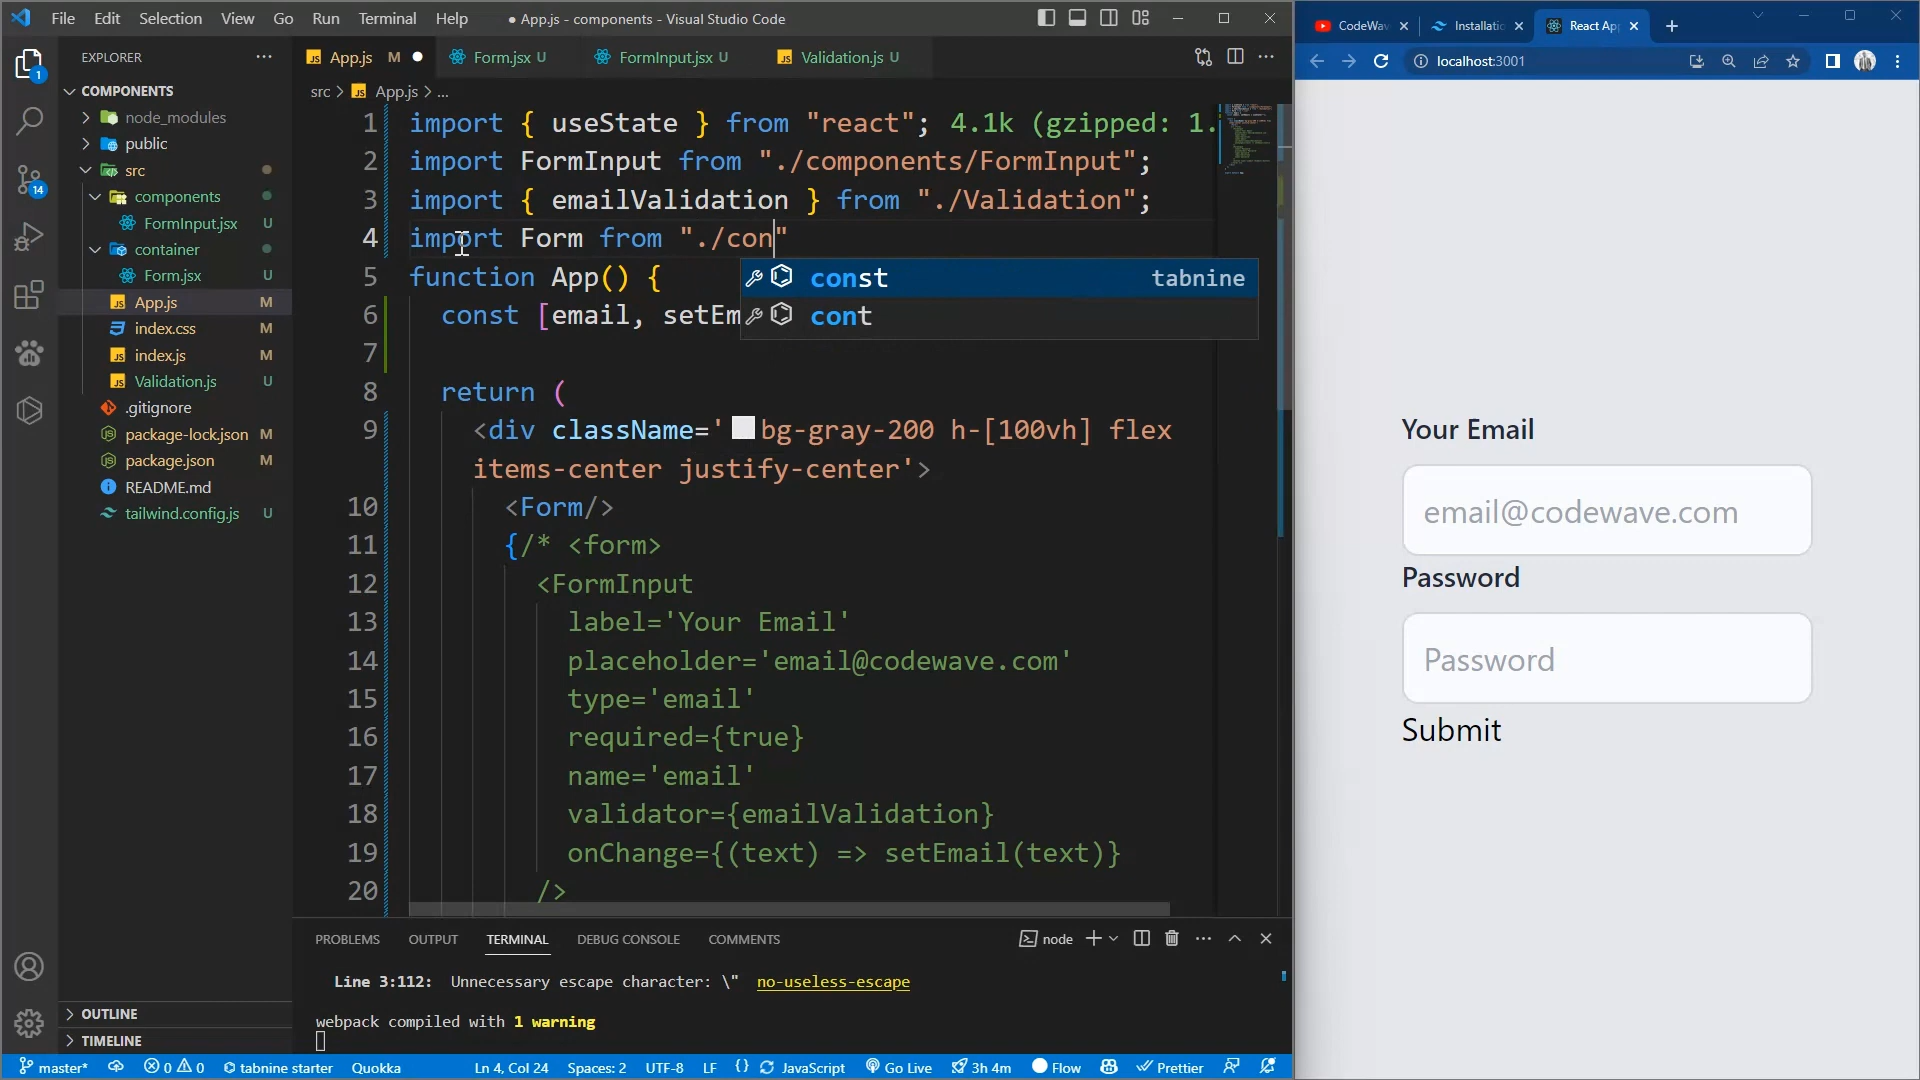 File Edit Selection View Go Run Terminal Help
● App.js - components - Visual Studio Code
EXPLORER
COMPONENTS
node_modules
public
src
components
FormInput.jsx U
container
Form.jsx U
App.js M
index.css M
index.js M
Validation.js U
.gitignore
package-lock.json M
package.json M
README.md
tailwind.config.js U
OUTLINE
TIMELINE
1
14
App.js M
Form.jsx U
FormInput.jsx U
Validation.js U
src > App.js > ...
1 import { useState } from "react"; 4.1k (gzipped: 1.
2 import FormInput from "./components/FormInput";
3 import { emailValidation } from "./Validation";
4 import Form from "./con"
5 function App() {
6 const [email, setEm
7
8 return (
9 <div className='bg-gray-200 h-[100vh] flex
items-center justify-center'>
10 <Form/>
11 {/* <form>
12 <FormInput
13 label='Your Email'
14 placeholder='email@codewave.com'
15 type='email'
16 required={true}
17 name='email'
18 validator={emailValidation}
19 onChange={(text) => setEmail(text)}
20 />
const tabnine
cont
PROBLEMS OUTPUT TERMINAL DEBUG CONSOLE COMMENTS
node
Line 3:112: Unnecessary escape character: \" no-useless-escape
webpack compiled with 1 warning
master* 0 0 tabnine starter Quokka
Ln 4, Col 24 Spaces: 2 UTF-8 LF {} JavaScript Go Live 3h 4m Flow Prettier
CodeWav
Installatio
React App
localhost:3001
Your Email
email@codewave.com
Password
Password
Submit